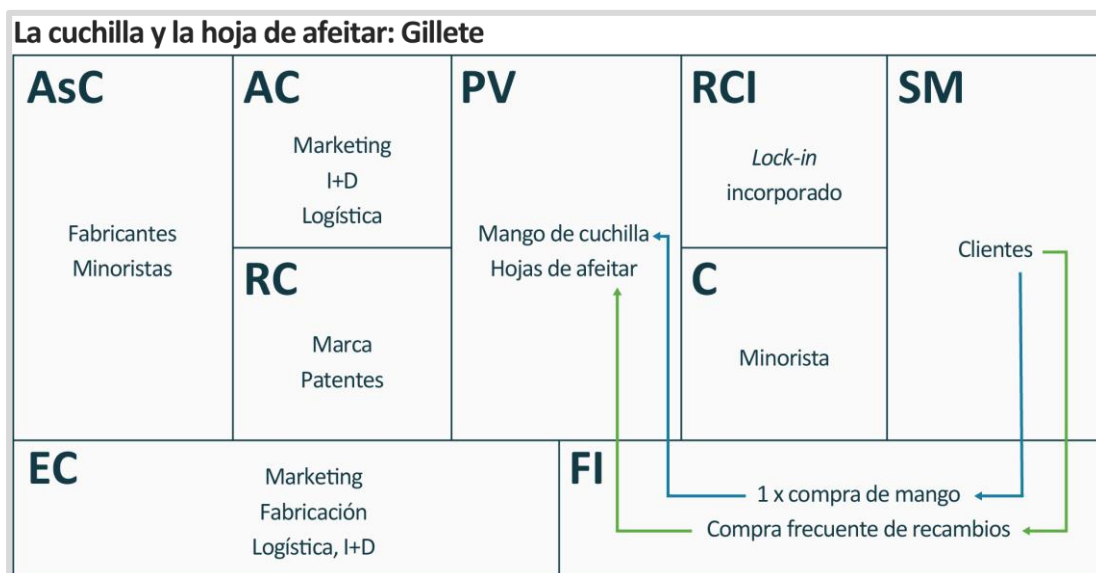 La cuchilla y la hoja de afeitar: Gillete
AsC
Fabricantes
Minoristas
AC
Marketing
I+D
Logística
RC
Marca
Patentes
PV
Mango de cuchilla
Hojas de afeitar
RCI
Lock-in
incorporado
C
Minorista
SM
Clientes
EC
Marketing
Fabricación
Logística, I+D
FI
1 x compra de mango
Compra frecuente de recambios